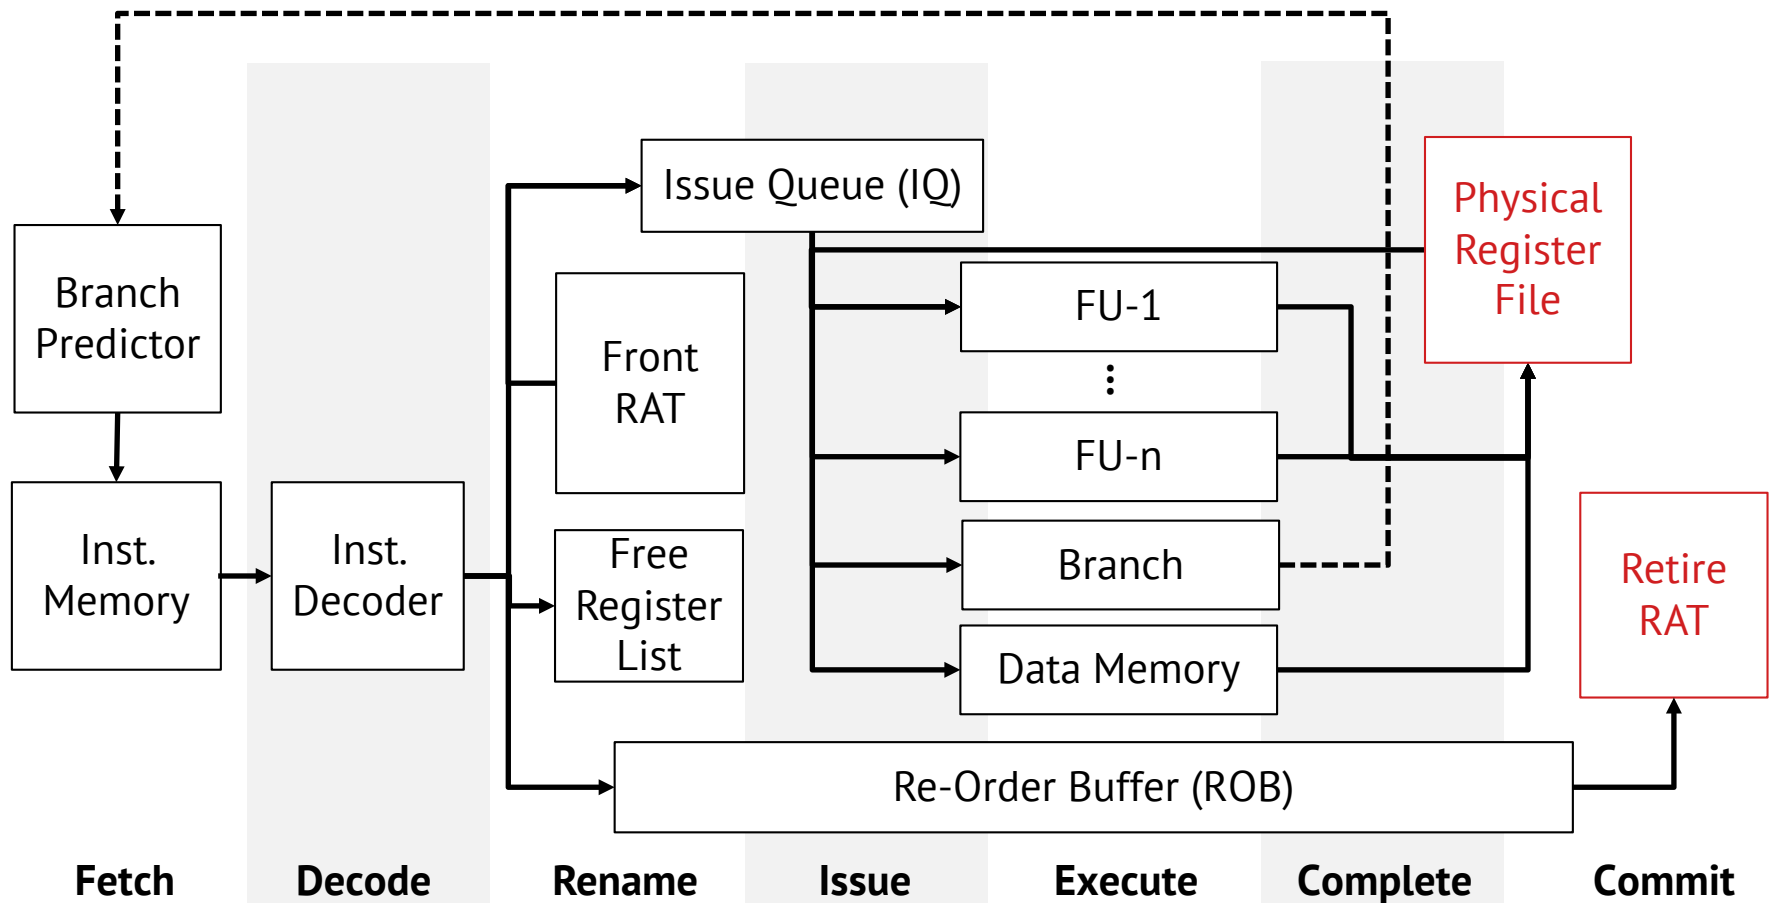 Issue Queue (IQ)
Physical
Register
File
Branch
Predictor
FU-1
Front
RAT
FU-n
Inst.
Memory
Inst.
Decoder
Free
Register
List
Branch
Retire
RAT
Data Memory
Re-Order Buffer (ROB)
Fetch
Decode
Rename
Issue
Execute
Complete
Commit